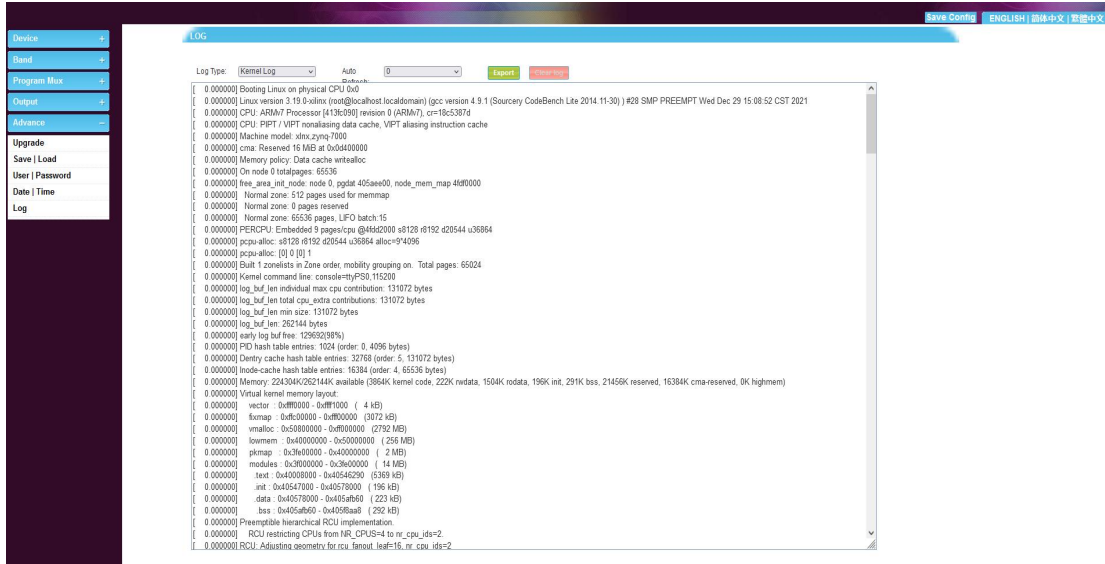 Save Config ENGLISH | 简体中文 | 繁體中文
Device +
Band +
Program Mux +
Output +
Advance −
Upgrade
Save | Load
User | Password
Date | Time
Log
LOG
Log Type: Kernel Log Auto Refresh: 0 Export Clear log
[ 0.000000] Booting Linux on physical CPU 0x0
[ 0.000000] Linux version 3.19.0-xilinx (root@localhost.localdomain) (gcc version 4.9.1 (Sourcery CodeBench Lite 2014.11-30) ) #28 SMP PREEMPT Wed Dec 29 15:08:52 CST 2021
[ 0.000000] CPU: ARMv7 Processor [413fc090] revision 0 (ARMv7), cr=18c5387d
[ 0.000000] CPU: PIPT / VIPT nonaliasing data cache, VIPT aliasing instruction cache
[ 0.000000] Machine model: xlnx,zynq-7000
[ 0.000000] cma: Reserved 16 MiB at 0x0d400000
[ 0.000000] Memory policy: Data cache writealloc
[ 0.000000] On node 0 totalpages: 65536
[ 0.000000] free_area_init_node: node 0, pgdat 405aee00, node_mem_map 4fdf0000
[ 0.000000] Normal zone: 512 pages used for memmap
[ 0.000000] Normal zone: 0 pages reserved
[ 0.000000] Normal zone: 65536 pages, LIFO batch:15
[ 0.000000] PERCPU: Embedded 9 pages/cpu @4fdd2000 s8128 r8192 d20544 u36864
[ 0.000000] pcpu-alloc: s8128 r8192 d20544 u36864 alloc=9*4096
[ 0.000000] pcpu-alloc: [0] 0 [0] 1
[ 0.000000] Built 1 zonelists in Zone order, mobility grouping on. Total pages: 65024
[ 0.000000] Kernel command line: console=ttyPS0,115200
[ 0.000000] log_buf_len individual max cpu contribution: 131072 bytes
[ 0.000000] log_buf_len total cpu_extra contributions: 131072 bytes
[ 0.000000] log_buf_len min size: 131072 bytes
[ 0.000000] log_buf_len: 262144 bytes
[ 0.000000] early log buf free: 129692(98%)
[ 0.000000] PID hash table entries: 1024 (order: 0, 4096 bytes)
[ 0.000000] Dentry cache hash table entries: 32768 (order: 5, 131072 bytes)
[ 0.000000] Inode-cache hash table entries: 16384 (order: 4, 65536 bytes)
[ 0.000000] Memory: 224304K/262144K available (3864K kernel code, 222K rwdata, 1504K rodata, 196K init, 291K bss, 21456K reserved, 16384K cma-reserved, 0K highmem)
[ 0.000000] Virtual kernel memory layout:
[ 0.000000] vector : 0xffff0000 - 0xffff1000 ( 4 kB)
[ 0.000000] fixmap : 0xffc00000 - 0xfff00000 (3072 kB)
[ 0.000000] vmalloc : 0x50800000 - 0xff000000 (2792 MB)
[ 0.000000] lowmem : 0x40000000 - 0x50000000 ( 256 MB)
[ 0.000000] pkmap : 0x3fe00000 - 0x40000000 ( 2 MB)
[ 0.000000] modules : 0x3f000000 - 0x3fe00000 ( 14 MB)
[ 0.000000] .text : 0x40008000 - 0x40546290 (5369 kB)
[ 0.000000] .init : 0x40547000 - 0x40578000 ( 196 kB)
[ 0.000000] .data : 0x40578000 - 0x405afb60 ( 223 kB)
[ 0.000000] .bss : 0x405afb60 - 0x405f8aa8 ( 292 kB)
[ 0.000000] Preemptible hierarchical RCU implementation.
[ 0.000000] RCU restricting CPUs from NR_CPUS=4 to nr_cpu_ids=2.
[ 0.000000] RCU: Adjusting geometry for rcu_fanout_leaf=16, nr_cpu_ids=2